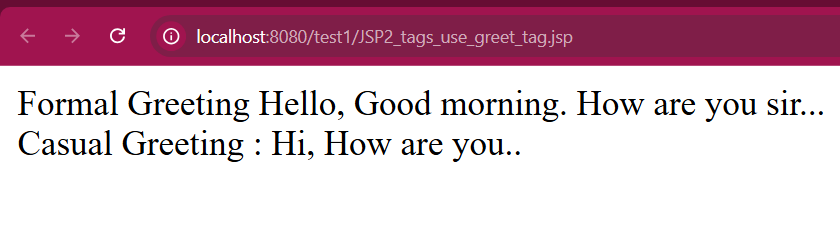 localhost:8080/test1/JSP2_tags_use_greet_tag.jsp
Formal Greeting Hello, Good morning. How are you sir...
Casual Greeting : Hi, How are you..